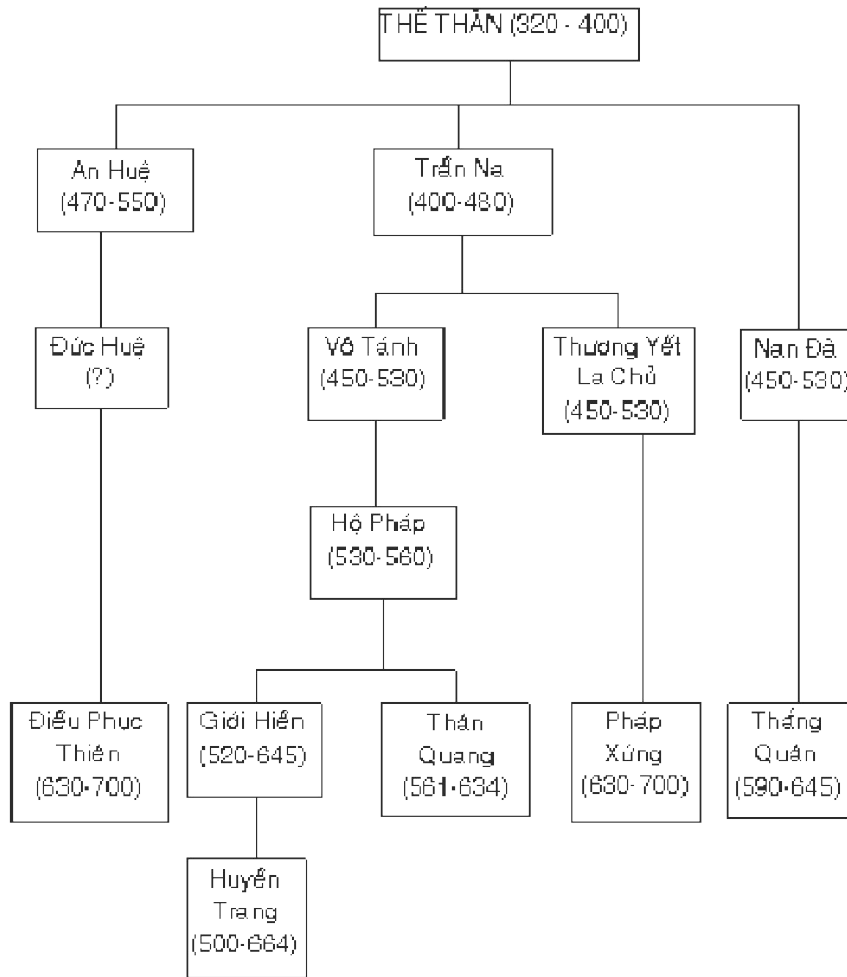 THẾ THÂN (320 - 400)
An Huệ
(470-550)
Trần Na
(400-480)
Đức Huệ
(?)
Vô Tánh
(450-530)
Thương Yết
La Chủ
(450-530)
Nan Đà
(450-530)
Hộ Pháp
(530-560)
Điều Phục
Thiên
(630-700)
Giới Hiền
(520-645)
Thân
Quang
(561-634)
Pháp
Xứng
(630-700)
Thắng
Quân
(590-645)
Huyền
Trang
(500-664)